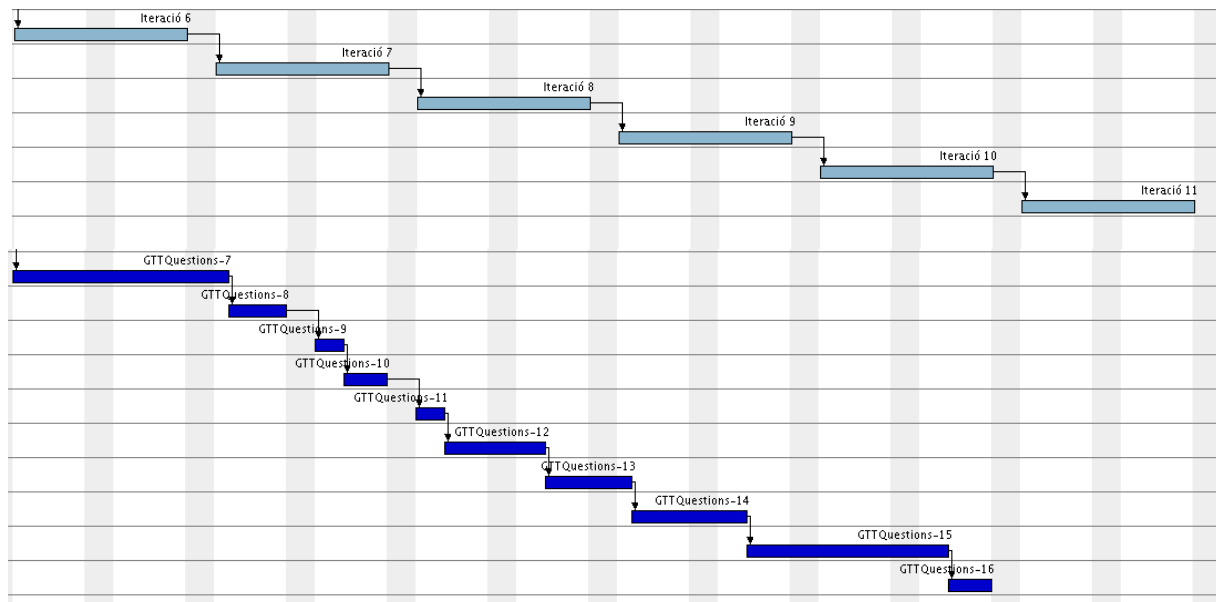 Iteració 6
Iteració 7
Iteració 8
Iteració 9
Iteració 10
Iteració 11
GTTQuestions-7
GTTQuestions-8
GTTQuestions-9
GTTQuestions-10
GTTQuestions-11
GTTQuestions-12
GTTQuestions-13
GTTQuestions-14
GTTQuestions-15
GTTQuestions-16